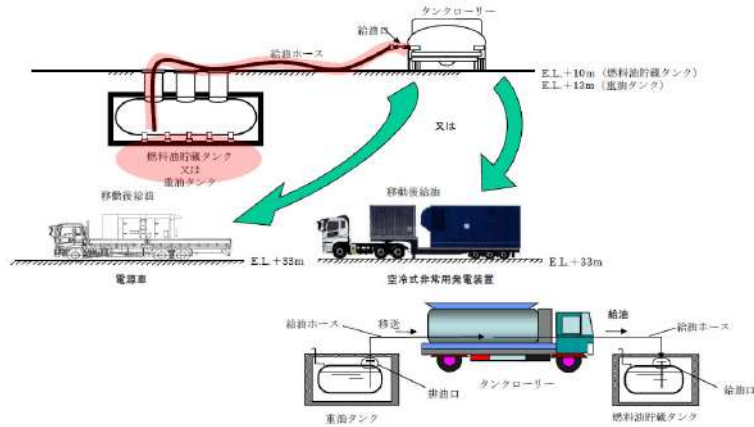 タンクローリー
給油口
給油ホース
E.L.+10m (燃料油貯蔵タンク)
E.L.+13m (重油タンク)
又は
燃料油貯蔵タンク
又は
重油タンク
移動後給油
移動後給油
E.L.+33m
E.L.+33m
電源車
空冷式非常用発電装置
給油ホース
移送
給油
給油ホース
排油口
タンクローリー
給油口
重油タンク
燃料油貯蔵タンク